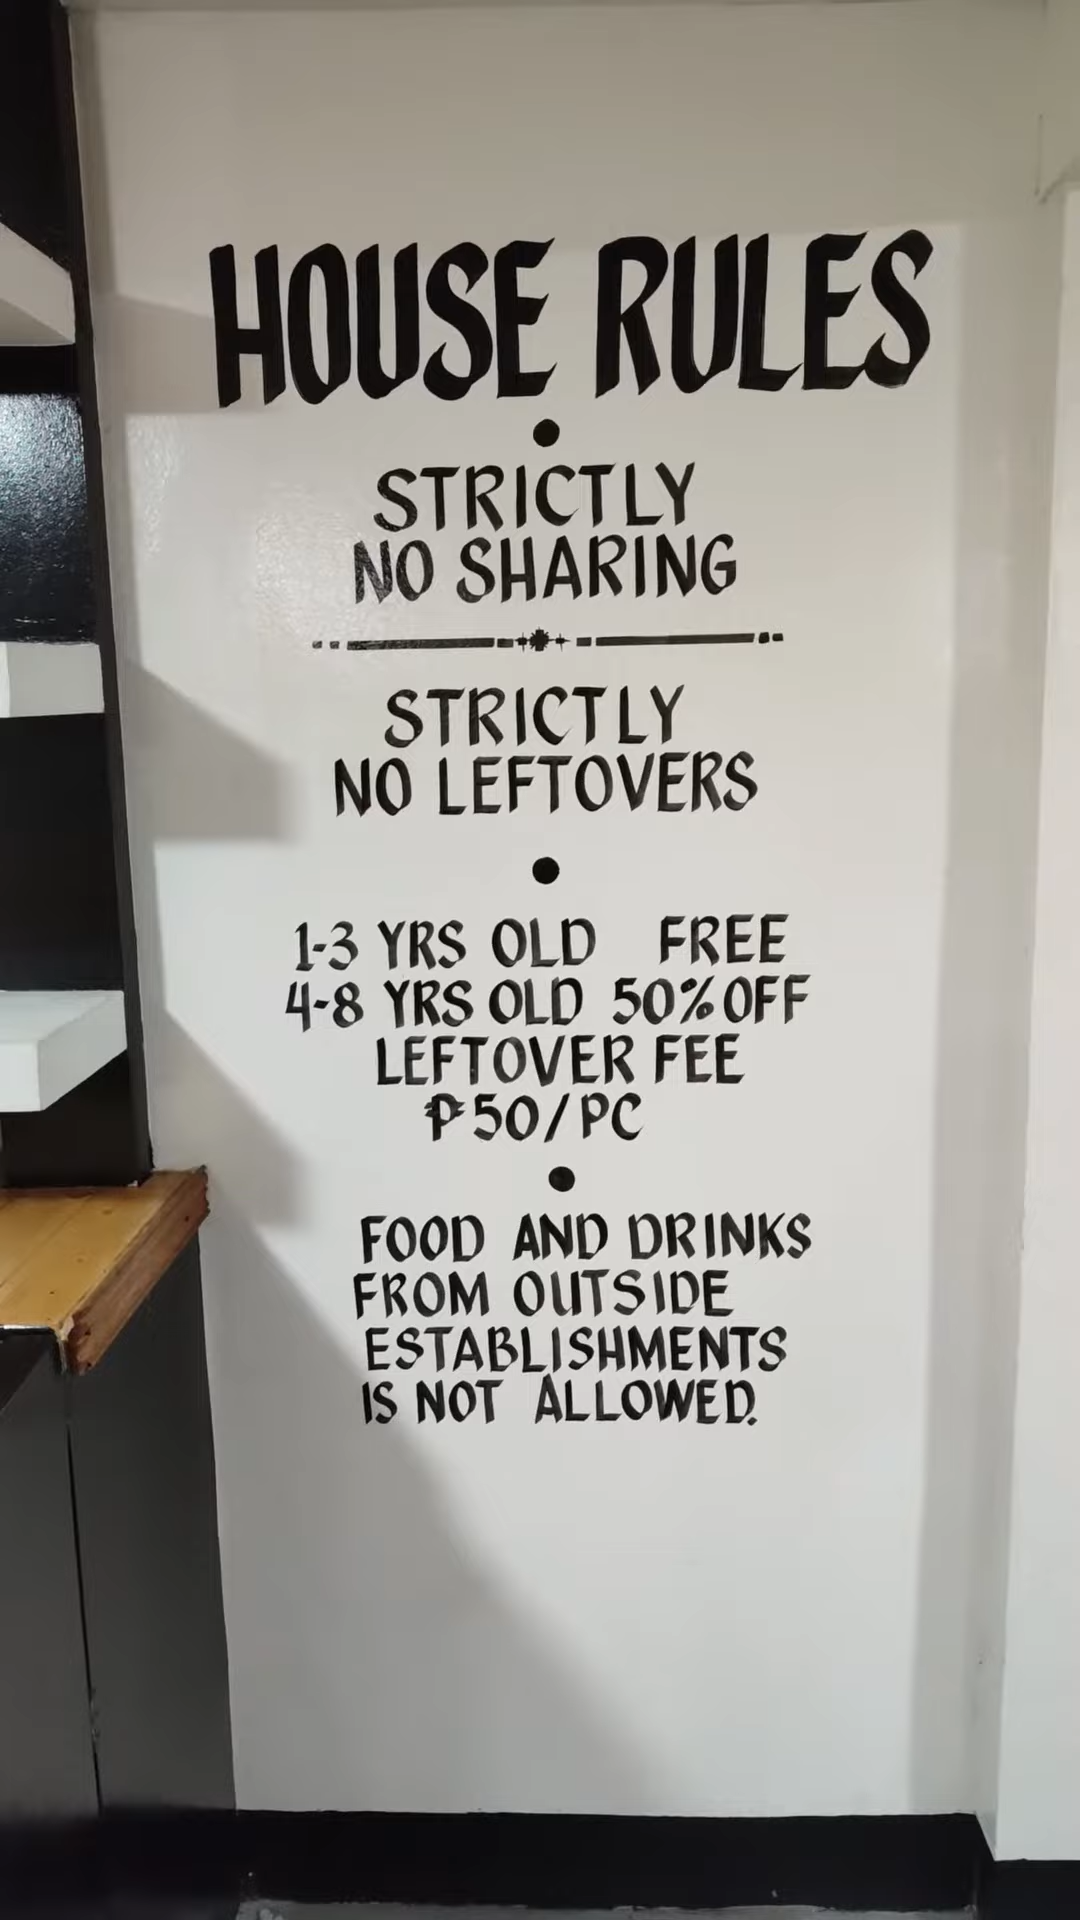 HOUSE RULES
STRICTLY
NO SHARING
STRICTLY
NO LEFTOVERS
1-3 YRS OLD FREE
4-8 YRS OLD 50% OFF
LEFTOVER FEE
₱50/PC
FOOD AND DRINKS
FROM OUTSIDE
ESTABLISHMENTS
IS NOT ALLOWED.